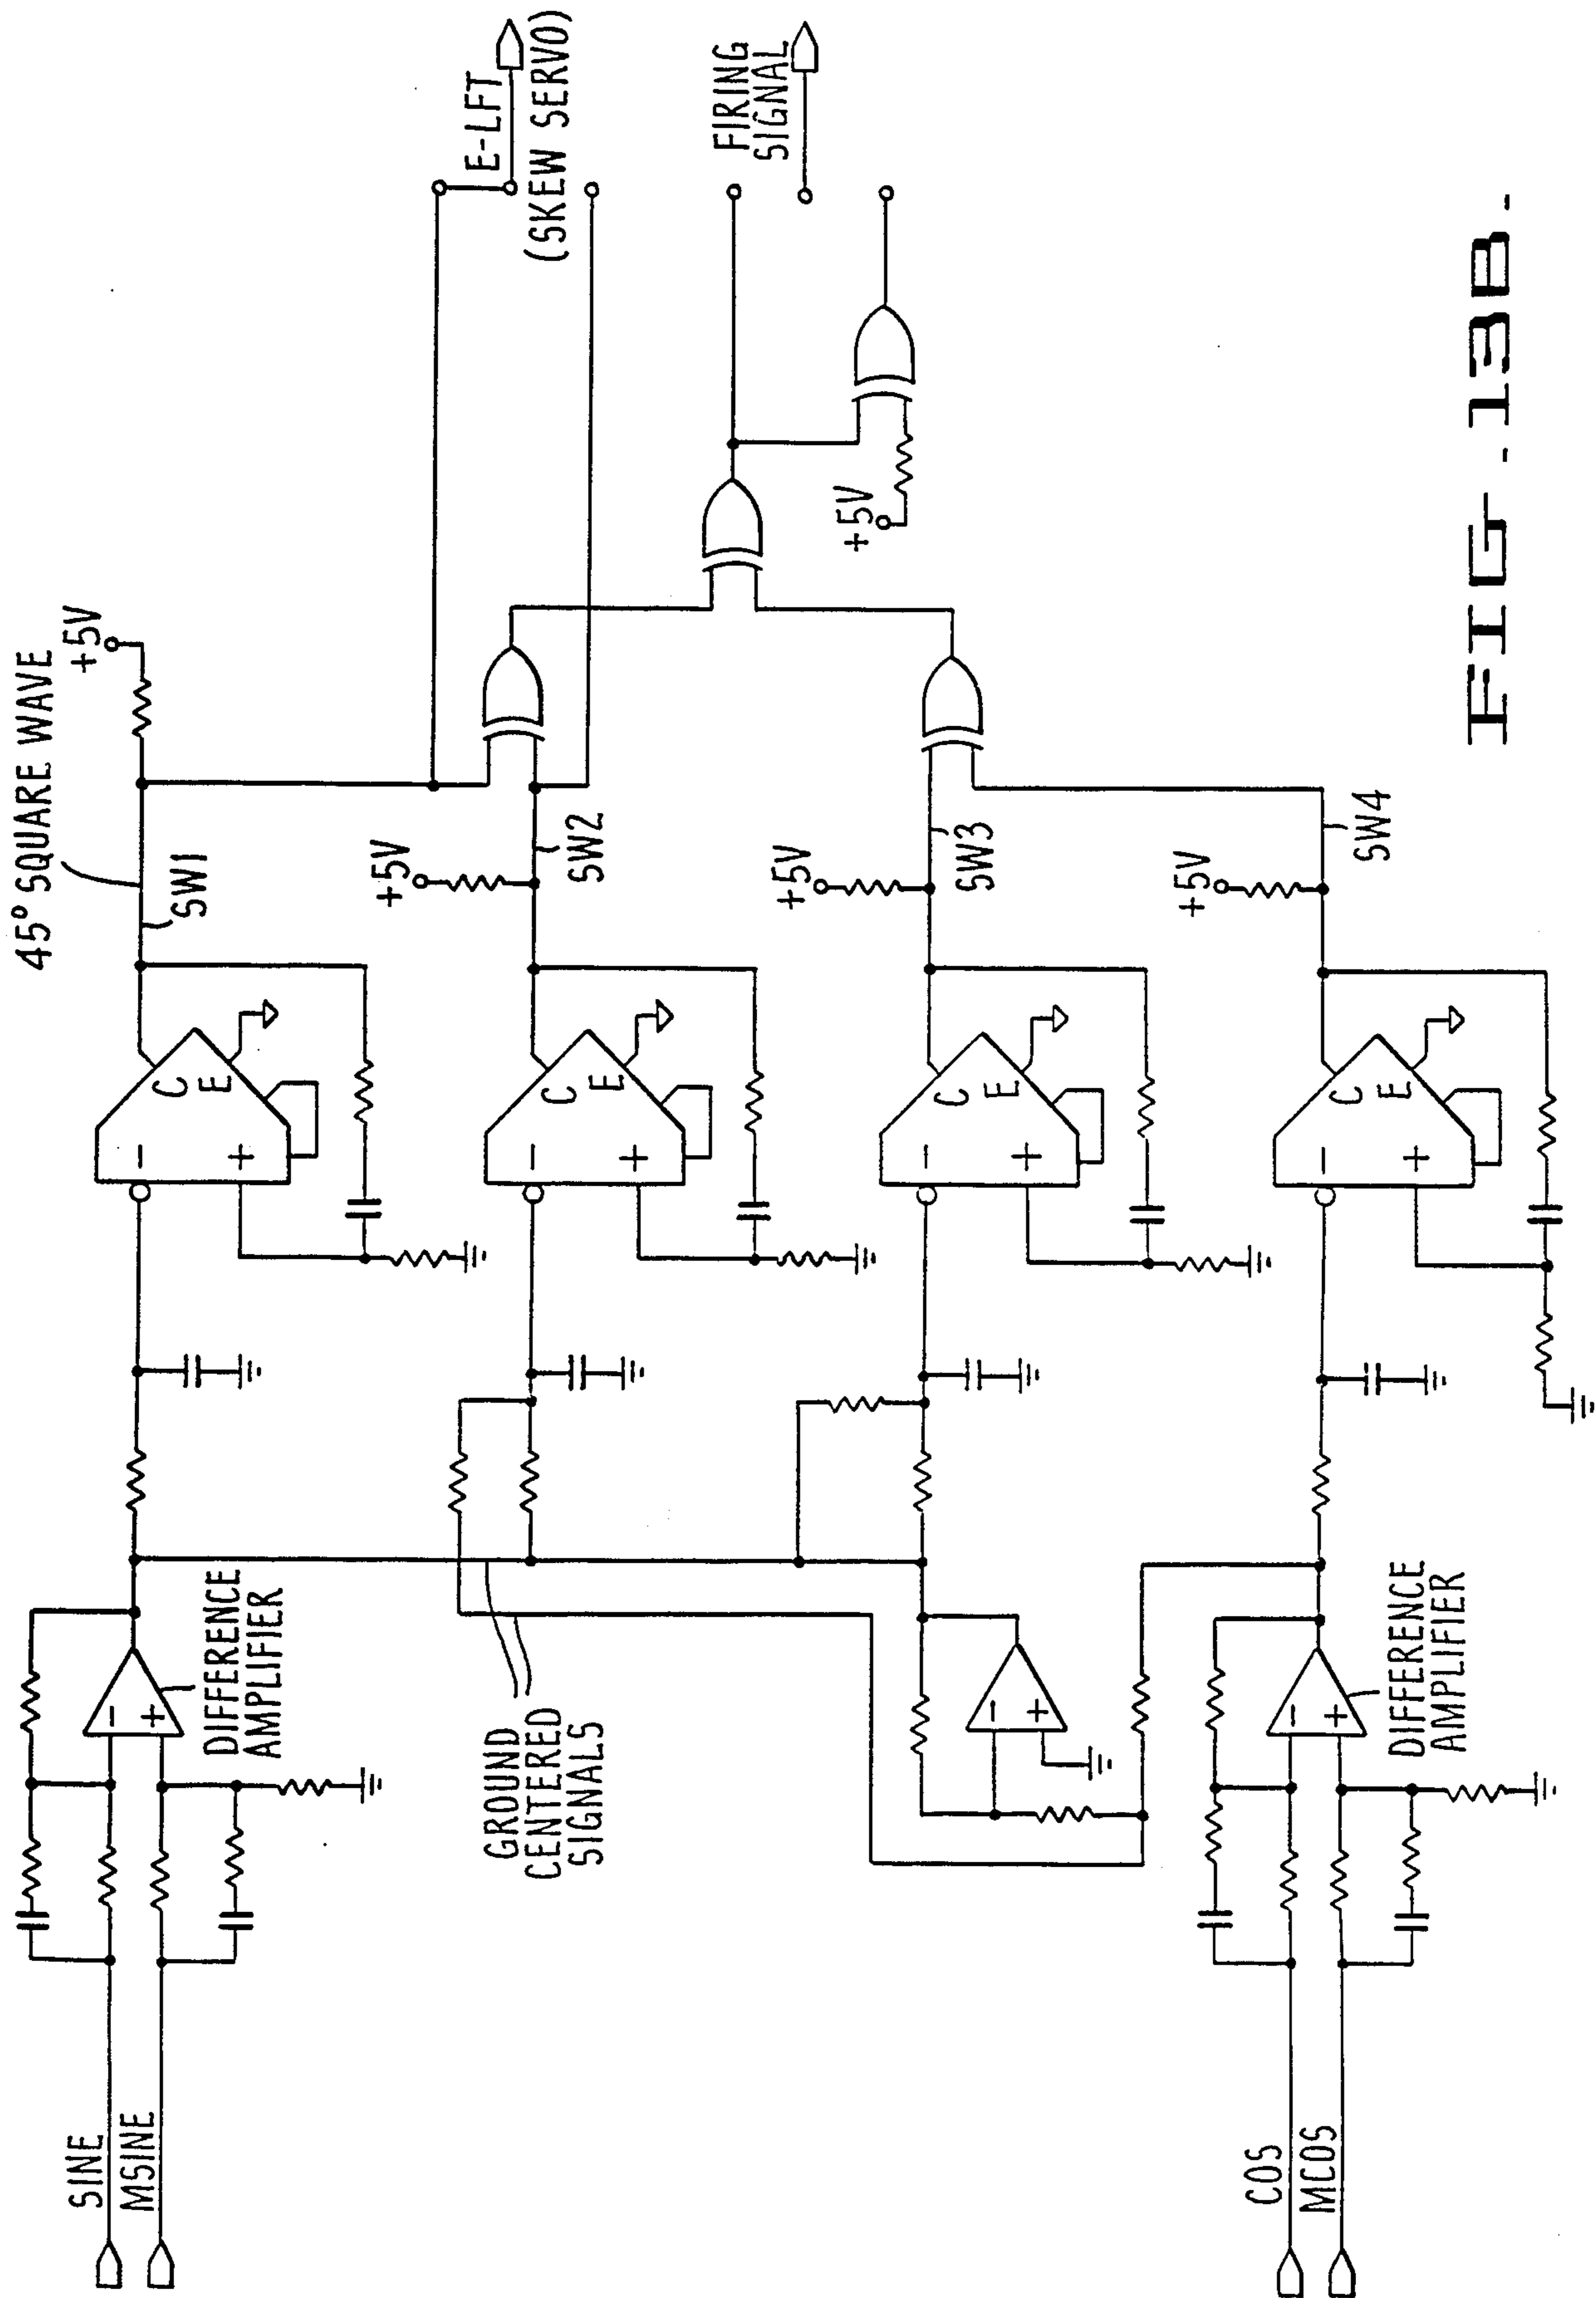 45° SQUARE WAVE
+5V
SW1
E-LFT
(SKEW SERVO)
C
E
-
+
SINE
MSINE
-
+
DIFFERENCE
AMPLIFIER
+5V
SW2
C
E
-
+
GROUND
CENTERED
SIGNALS
FIRING
SIGNAL
+5V
+5V
SW3
C
E
-
+
-
+
+5V
SW4
C
E
-
+
COS
MCOS
-
+
DIFFERENCE
AMPLIFIER
FIG.13B.